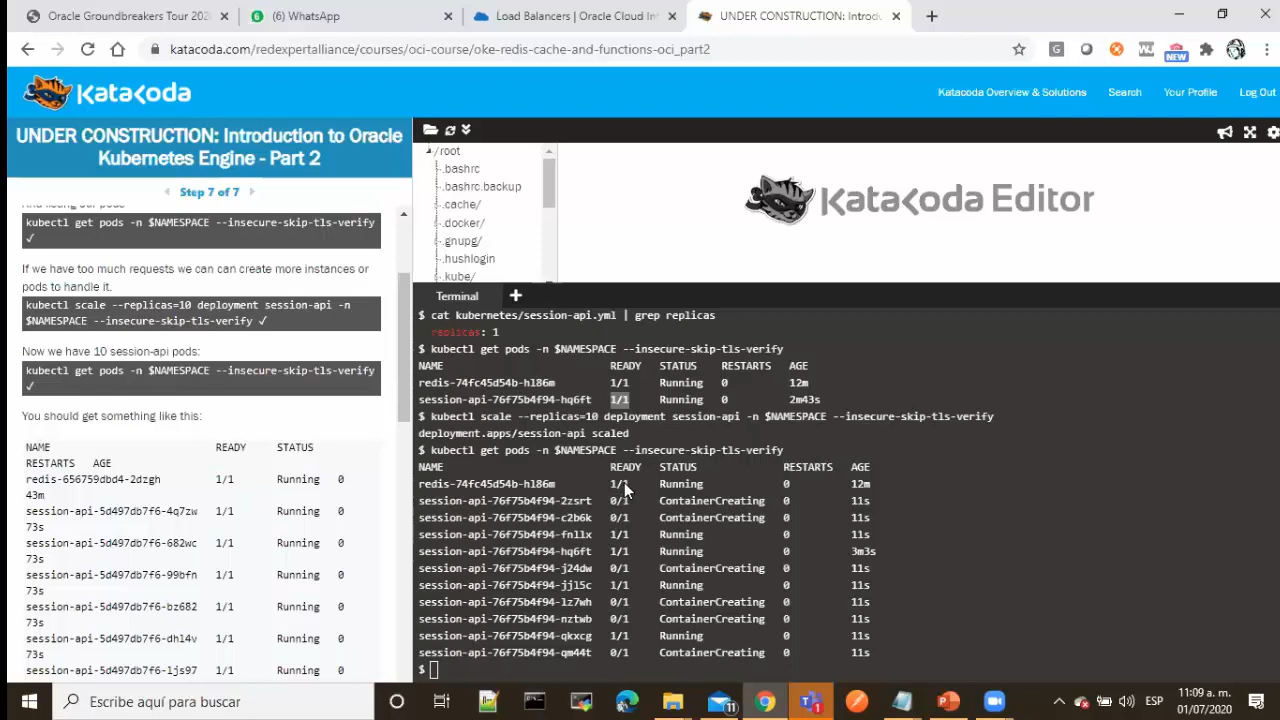 Oracle Groundbreakers Tour 202
(6) WhatsApp
Load Balancers | Oracle Cloud Inf
UNDER CONSTRUCTION: Introdu
katacoda.com/redexpertalliance/courses/oci-course/oke-redis-cache-and-functions-oci_part2
NEW
Katacoda
Katacoda Overview & Solutions
Search
Your Profile
Log Out
UNDER CONSTRUCTION: Introduction to Oracle
Kubernetes Engine - Part 2
Step 7 of 7
And listing our pods
kubectl get pods -n $NAMESPACE --insecure-skip-tls-verify
✓
If we have too much requests we can can create more instances or
pods to handle it.
kubectl scale --replicas=10 deployment session-api -n
$NAMESPACE --insecure-skip-tls-verify ✓
Now we have 10 session-api pods:
kubectl get pods -n $NAMESPACE --insecure-skip-tls-verify
✓
You should get something like this:
NAME READY STATUS
RESTARTS AGE
redis-656759dbd4-2dzgh 1/1 Running 0
43m
session-api-5d497db7f6-4q7zw 1/1 Running 0
73s
session-api-5d497db7f6-682wc 1/1 Running 0
73s
session-api-5d497db7f6-99bfn 1/1 Running 0
73s
session-api-5d497db7f6-bz682 1/1 Running 0
73s
session-api-5d497db7f6-dhl4v 1/1 Running 0
73s
session-api-5d497db7f6-ljs97 1/1 Running 0
/root
.bashrc
.bashrc.backup
.cache/
.docker/
.gnupg/
.hushlogin
.kube/
Katacoda Editor
Terminal
$ cat kubernetes/session-api.yml | grep replicas
replicas: 1
$ kubectl get pods -n $NAMESPACE --insecure-skip-tls-verify
NAME READY STATUS RESTARTS AGE
redis-74fc45d54b-hl86m 1/1 Running 0 12m
session-api-76f75b4f94-hq6ft 1/1 Running 0 2m43s
$ kubectl scale --replicas=10 deployment session-api -n $NAMESPACE --insecure-skip-tls-verify
deployment.apps/session-api scaled
$ kubectl get pods -n $NAMESPACE --insecure-skip-tls-verify
NAME READY STATUS RESTARTS AGE
redis-74fc45d54b-hl86m 1/1 Running 0 12m
session-api-76f75b4f94-2zsrt 0/1 ContainerCreating 0 11s
session-api-76f75b4f94-c2b6k 0/1 ContainerCreating 0 11s
session-api-76f75b4f94-fnllx 1/1 Running 0 11s
session-api-76f75b4f94-hq6ft 1/1 Running 0 3m3s
session-api-76f75b4f94-j24dw 0/1 ContainerCreating 0 11s
session-api-76f75b4f94-jjl5c 1/1 Running 0 11s
session-api-76f75b4f94-lz7wh 0/1 ContainerCreating 0 11s
session-api-76f75b4f94-nztwb 0/1 ContainerCreating 0 11s
session-api-76f75b4f94-qkxcg 1/1 Running 0 11s
session-api-76f75b4f94-qm44t 0/1 ContainerCreating 0 11s
$
Escribe aquí para buscar
11
1
ESP
11:09 a. m.
01/07/2020